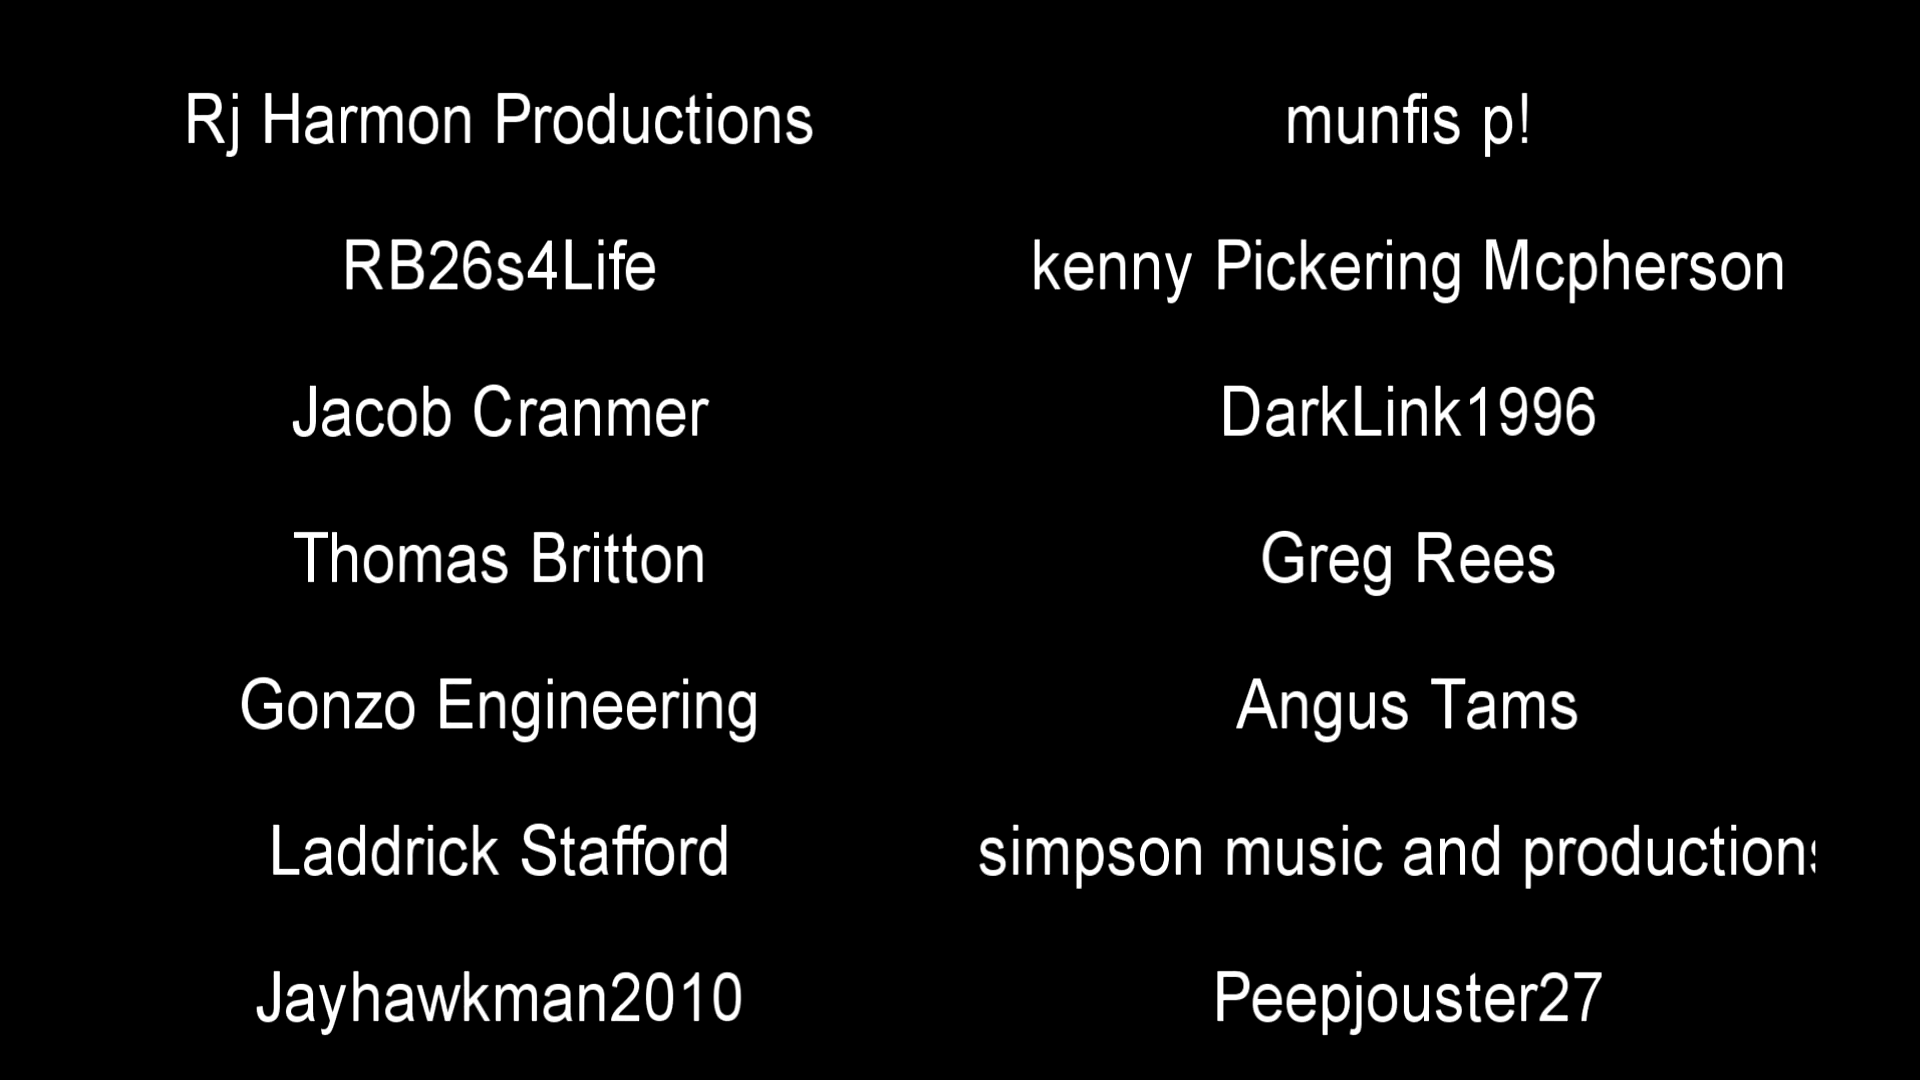 Rj Harmon Productions
munfis p!
RB26s4Life
kenny Pickering Mcpherson
Jacob Cranmer
DarkLink1996
Thomas Britton
Greg Rees
Gonzo Engineering
Angus Tams
Laddrick Stafford
simpson music and productions
Jayhawkman2010
Peepjouster27